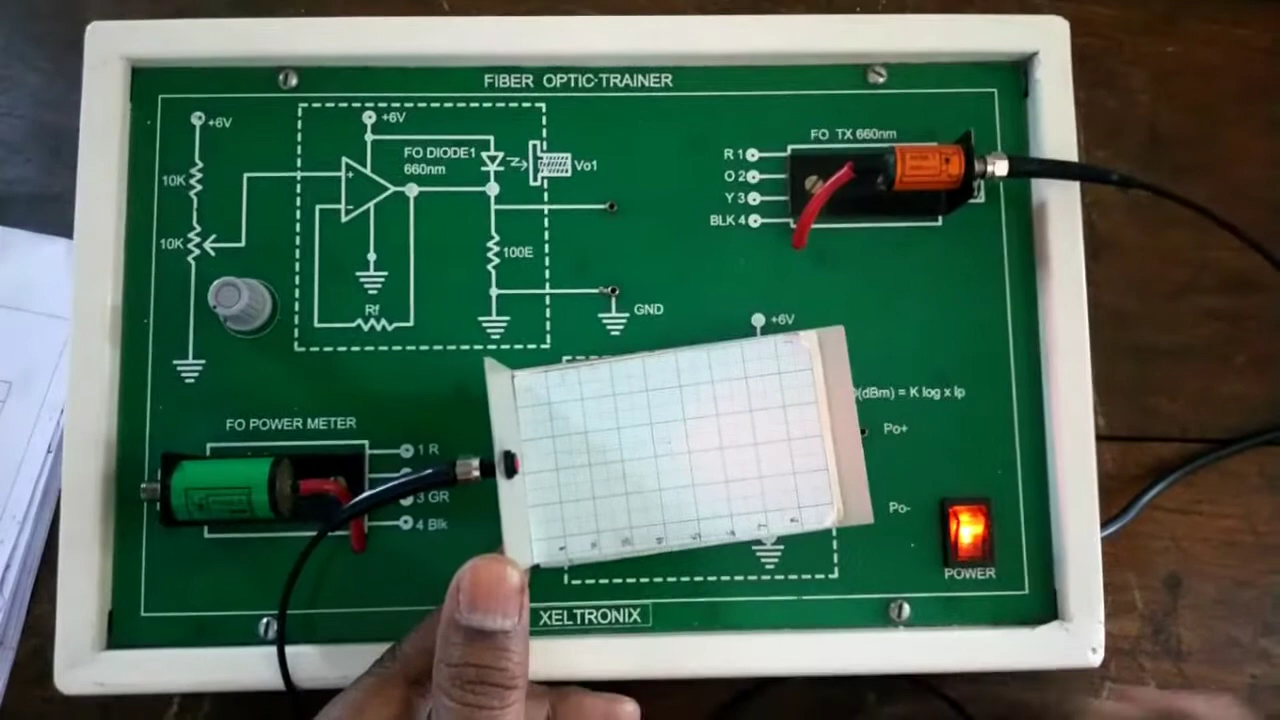 FIBER OPTIC·TRAINER
+6V
+6V
FO DIODE1
660nm
Vo1
10K
10K
100E
Rf
GND
FO TX 660nm
R 1
O 2
Y 3
BLK 4
+6V
(dBm) = K log x Ip
Po+
Po-
FO POWER METER
1 R
3 GR
4 Blk
POWER
XELTRONIX